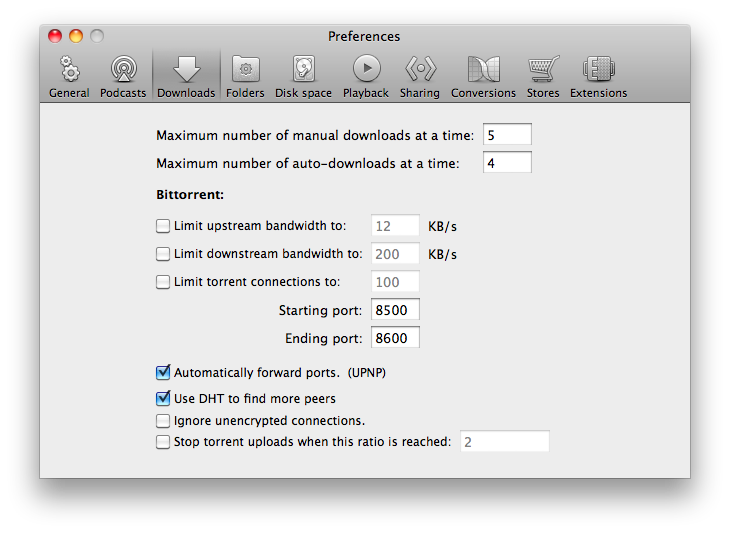 Preferences
General Podcasts Downloads Folders Disk space Playback Sharing Conversions Stores Extensions
Maximum number of manual downloads at a time: 5
Maximum number of auto-downloads at a time: 4
Bittorrent:
Limit upstream bandwidth to: 12 KB/s
Limit downstream bandwidth to: 200 KB/s
Limit torrent connections to: 100
Starting port: 8500
Ending port: 8600
Automatically forward ports. (UPNP)
Use DHT to find more peers
Ignore unencrypted connections.
Stop torrent uploads when this ratio is reached: 2